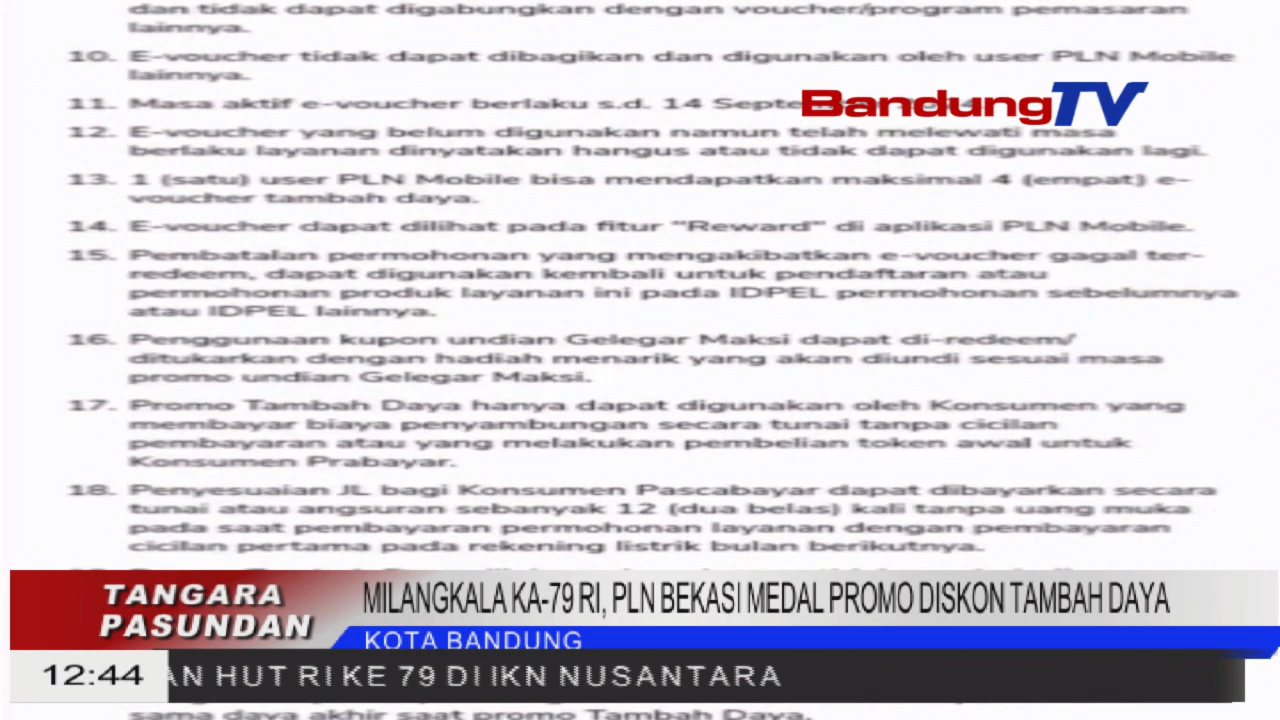 dan tidak dapat digabungkan dengan voucher/program pemasaran
lainnya.
10. E-voucher tidak dapat dibagikan dan digunakan oleh user PLN Mobile
lainnya.
11. Masa aktif e-voucher berlaku s.d. 14
BandungTV
12. E-voucher yang belum digunakan namun telah melewati masa
berlaku layanan dinyatakan hangus atau tidak dapat digunakan lagi.
13. 1 (satu) user PLN Mobile bisa mendapatkan maksimal 4 (empat) e-
voucher tambah daya.
14. E-voucher dapat dilihat pada fitur "Reward" di aplikasi PLN Mobile.
15. Pembatalan permohonan yang mengakibatkan e-voucher gagal ter-
redeem, dapat digunakan kembali untuk pendaftaran atau
permohonan produk layanan ini pada IDPEL permohonan sebelumnya
atau IDPEL lainnya.
16. Penggunaan kupon undian Gelegar Maksi dapat di-redeem/
ditukarkan dengan hadiah menarik yang akan diundi sesuai masa
promo undian Gelegar Maksi.
17. Promo Tambah Daya hanya dapat digunakan oleh Konsumen yang
membayar biaya penyambungan secara tunai tanpa cicilan
pembayaran atau yang melakukan pembelian token awal untuk
Konsumen Prabayar.
18. Penyesuaian JL bagi Konsumen Pascabayar dapat dibayarkan secara
tunai atau angsuran sebanyak 12 (dua belas) kali tanpa uang muka
pada saat pembayaran permohonan layanan dengan pembayaran
cicilan pertama pada rekening listrik bulan berikutnya.
TANGARA
PASUNDAN
MILANGKALA KA-79 RI, PLN BEKASI MEDAL PROMO DISKON TAMBAH DAYA
KOTA BANDUNG
12:44
AN HUT RI KE 79 DI IKN NUSANTARA
sama daya akhir saat promo Tambah Daya.